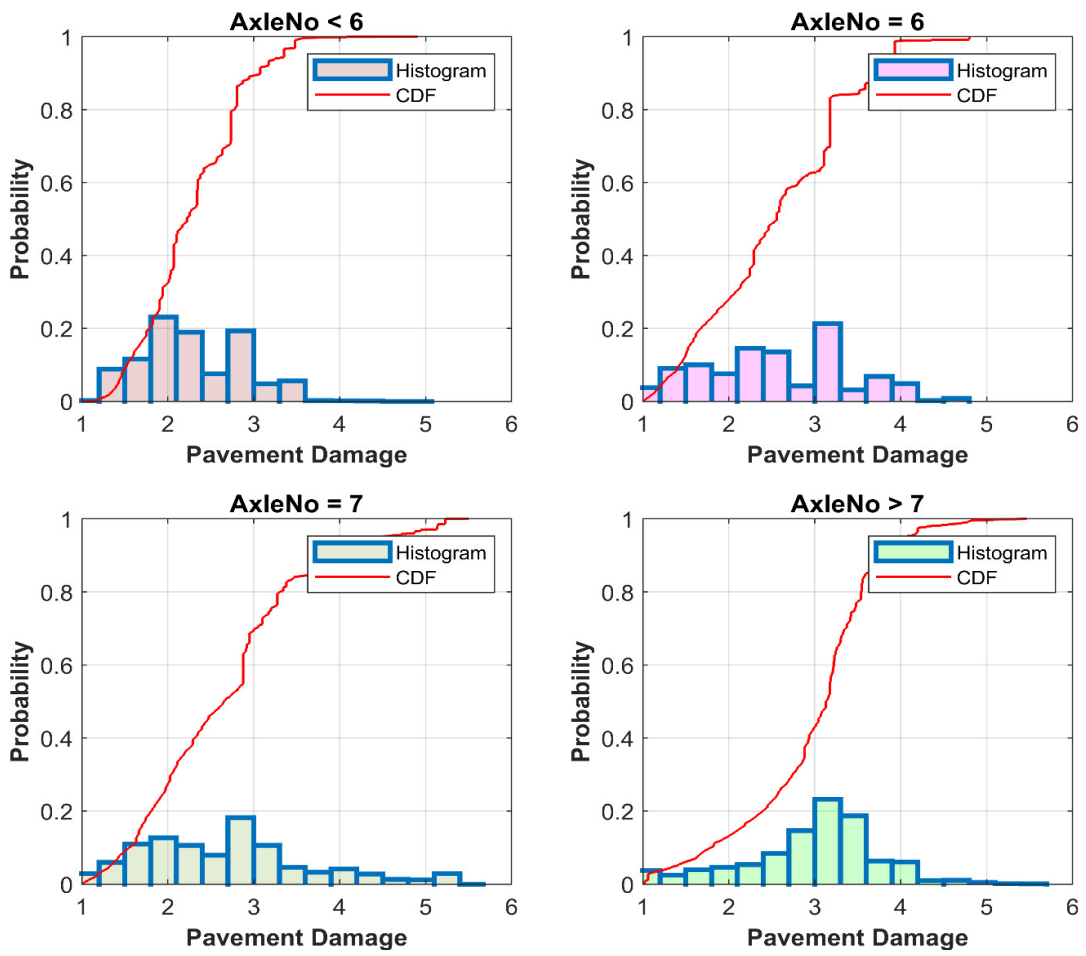 AxleNo < 6
1
0.8
0.6
0.4
0.2
0
Probability
Histogram
CDF
1 2 3 4 5 6
Pavement Damage
AxleNo = 6
1
0.8
0.6
0.4
0.2
0
Probability
Histogram
CDF
1 2 3 4 5 6
Pavement Damage
AxleNo = 7
1
0.8
0.6
0.4
0.2
0
Probability
Histogram
CDF
1 2 3 4 5 6
Pavement Damage
AxleNo > 7
1
0.8
0.6
0.4
0.2
0
Probability
Histogram
CDF
1 2 3 4 5 6
Pavement Damage